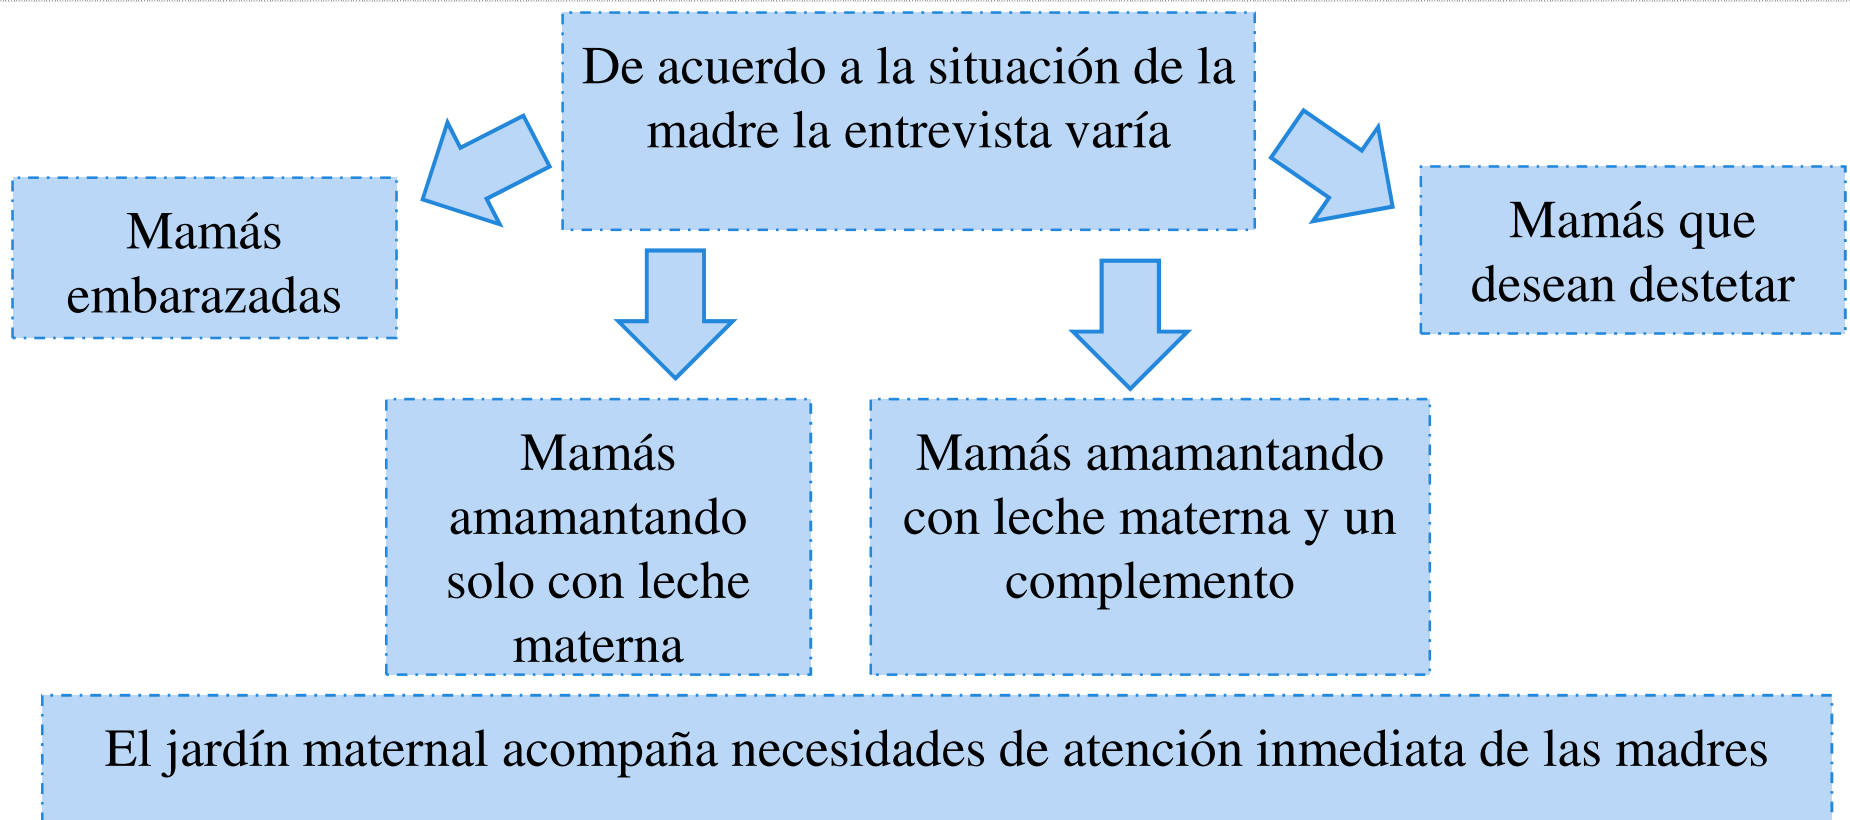 De acuerdo a la situación de la
madre la entrevista varía
Mamás
embarazadas
Mamás que
desean destetar
Mamás
amamantando
solo con leche
materna
Mamás amamantando
con leche materna y un
complemento
El jardín maternal acompaña necesidades de atención inmediata de las madres